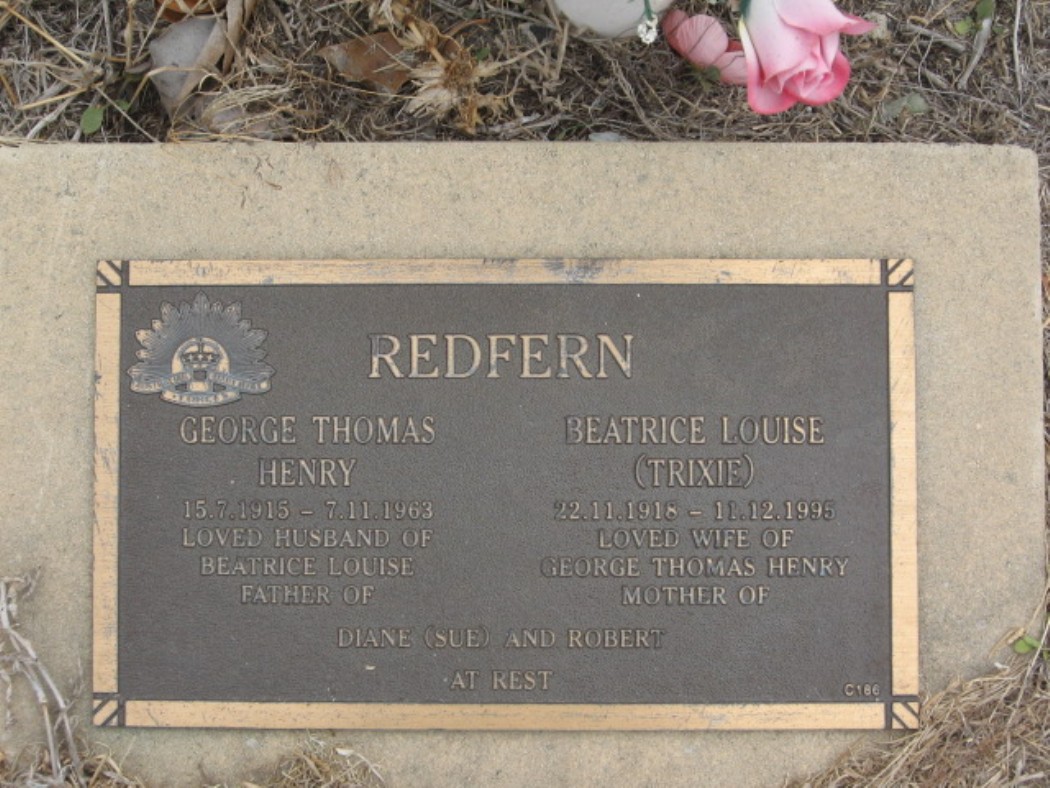 REDFERN
GEORGE THOMAS
HENRY
15.7.1915 – 7.11.1963
LOVED HUSBAND OF
BEATRICE LOUISE
FATHER OF
BEATRICE LOUISE
(TRIXIE)
22.11.1918 – 11.12.1995
LOVED WIFE OF
GEORGE THOMAS HENRY
MOTHER OF
DIANE (SUE) AND ROBERT
AT REST
C186